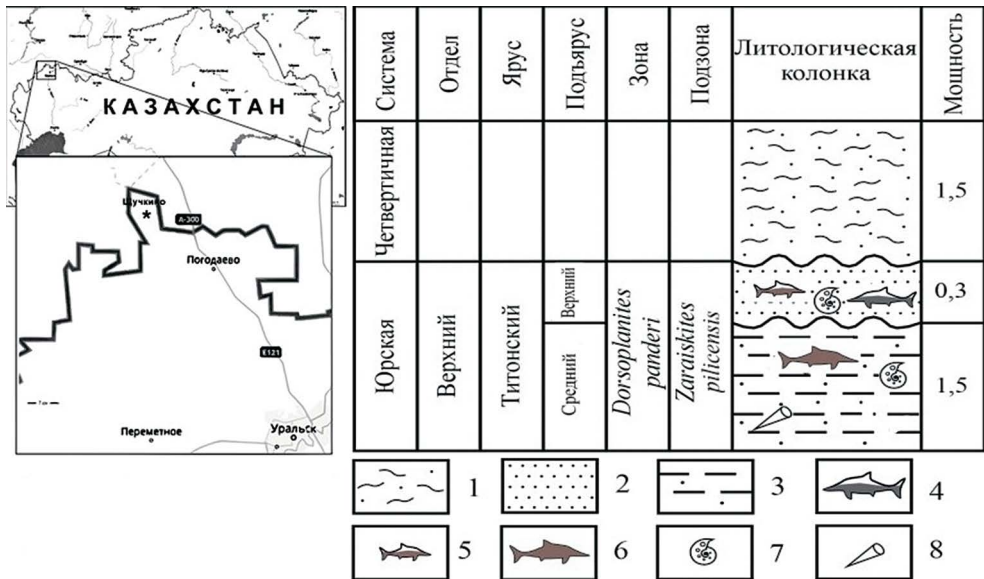 КАЗАХСТАН
Щучкино
А-300
Погодаево
Е121
Переметное
Уральск
Система
Отдел
Ярус
Подъярус
Зона
Подзона
Литологическая
колонка
Мощность
Четвертичная
1,5
Юрская
Верхний
Титонский
Верхний
Средний
Dorsoplanites
panderi
Zaraiskites
pilicensis
0,3
1,5
1
2
3
4
5
6
7
8